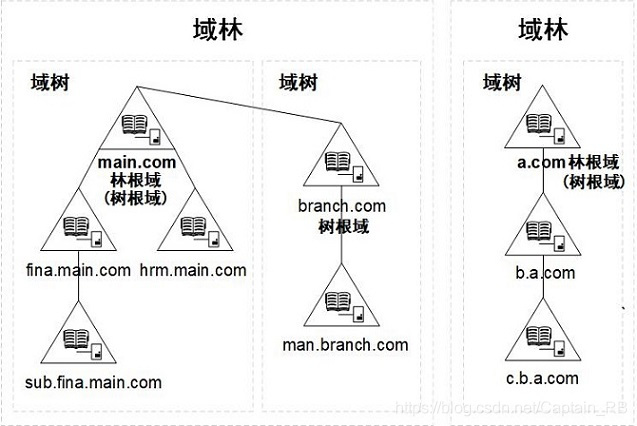 域林
域树
main.com
林根域
(树根域)
fina.main.com
hrm.main.com
sub.fina.main.com
域树
branch.com
树根域
man.branch.com
域林
域树
a.com 林根域
(树根域)
b.a.com
c.b.a.com
https://blog.csdn.net/Captain_RB